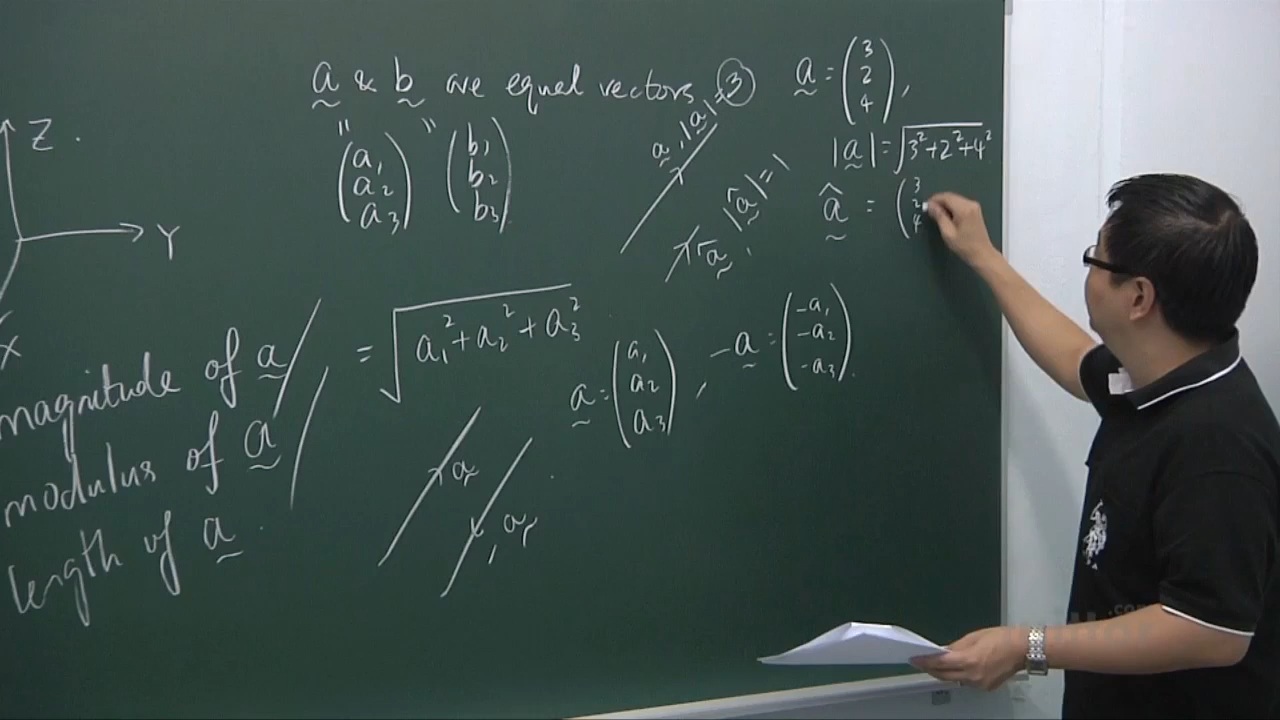 a & b are equal vectors.
" "
(a₁ a₂ a₃) (b₁ b₂ b₃)
Z
Y
X
a, |a| = 3
â, |â| = 1
a = (3 2 4),
|a| = √(3² + 2² + 4²)
â = (3 2 4
magnitude of a / = √(a₁² + a₂² + a₃²)
modulus of a /
length of a.
a = (a₁ a₂ a₃), -a = (-a₁ -a₂ -a₃).
a
a